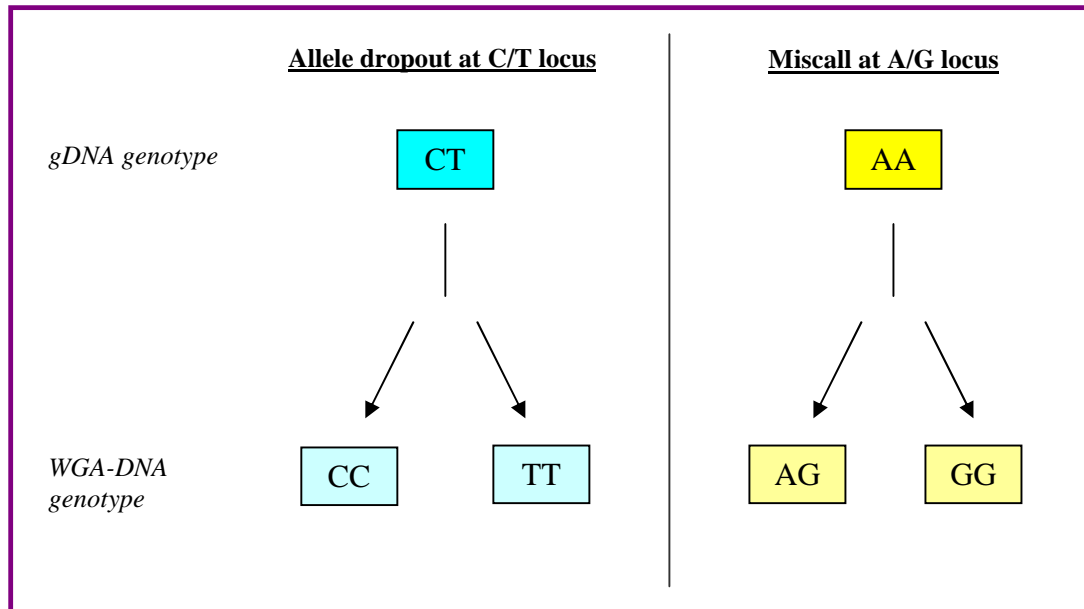 Allele dropout at C/T locus
Miscall at A/G locus
gDNA genotype
CT
AA
WGA-DNA
genotype
CC
TT
AG
GG